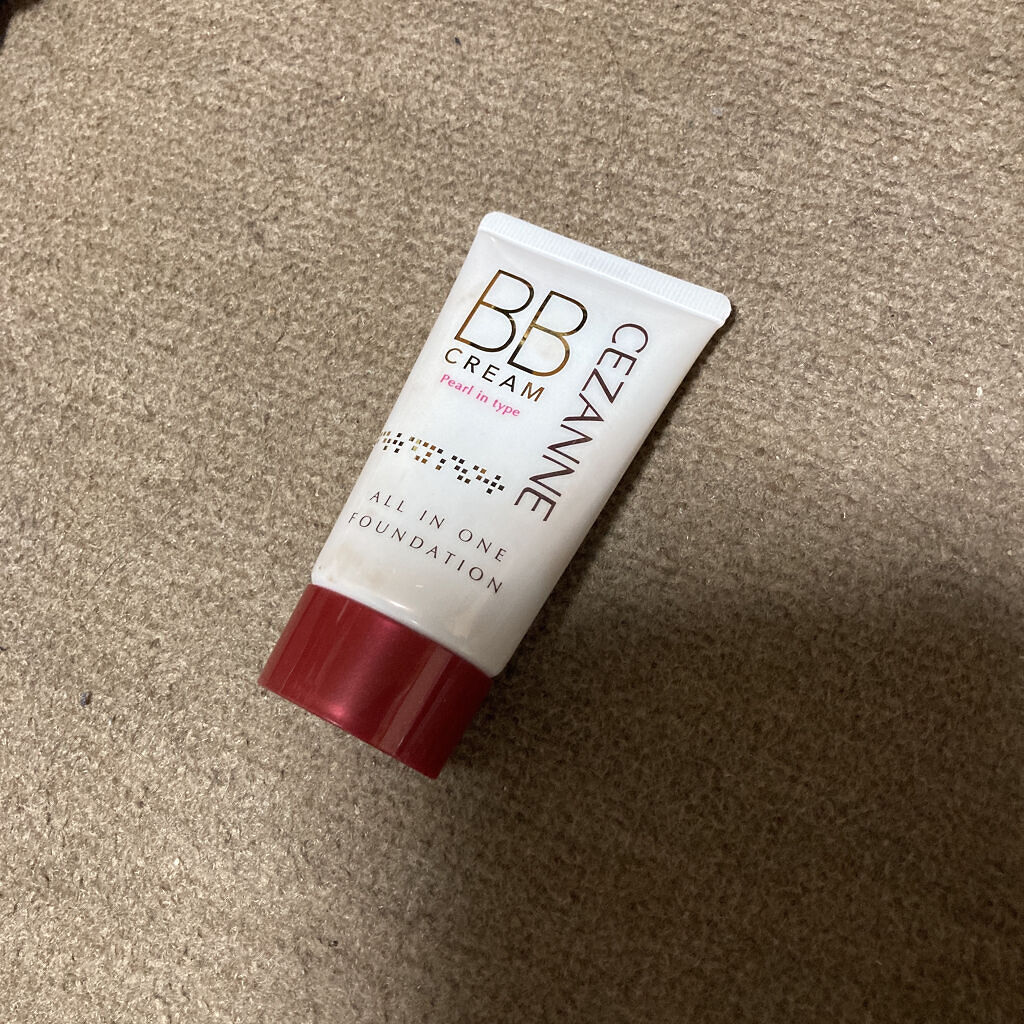 BB
CREAM
Pearl in type
CEZANNE
ALL IN ONE
FOUNDATION